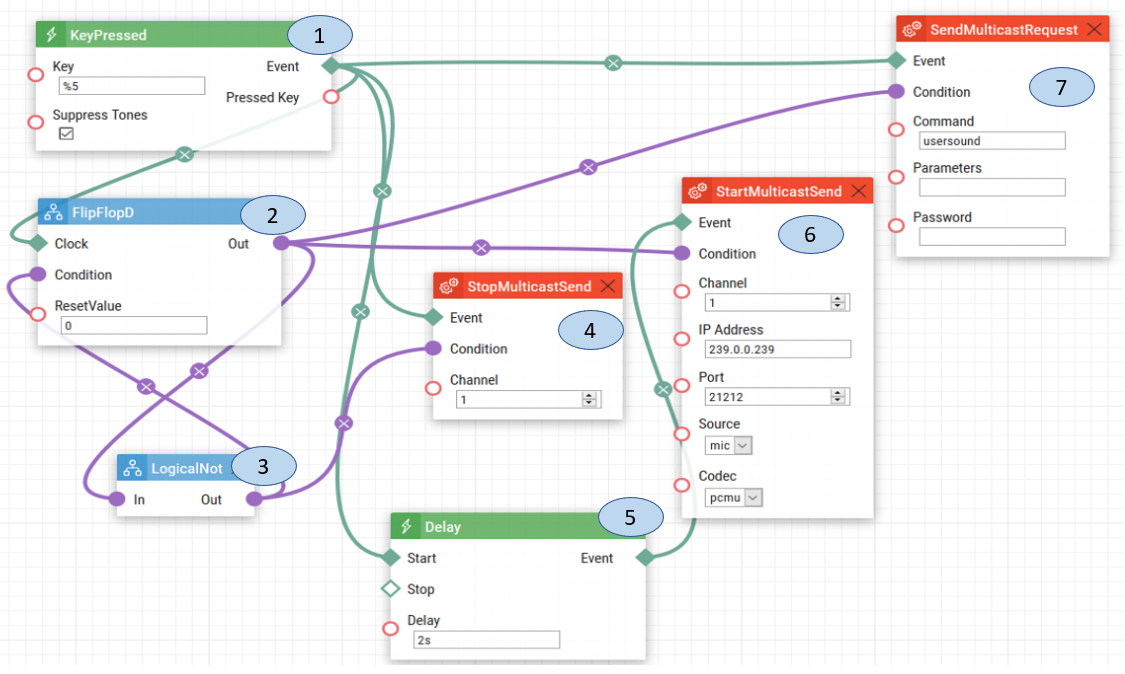 KeyPressed
1
Key
Event
%5
Pressed Key
Suppress Tones
FlipFlopD
2
Clock
Out
Condition
ResetValue
0
LogicalNot
3
In
Out
StopMulticastSend
4
Event
Condition
Channel
1
Delay
5
Start
Event
Stop
Delay
2s
StartMulticastSend
6
Event
Condition
Channel
1
IP Address
239.0.0.239
Port
21212
Source
mic
Codec
pcmu
SendMulticastRequest
7
Event
Condition
Command
usersound
Parameters
Password